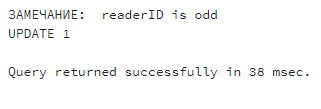 ЗАМЕЧАНИЕ:  readerID is odd
UPDATE 1
Query returned successfully in 38 msec.